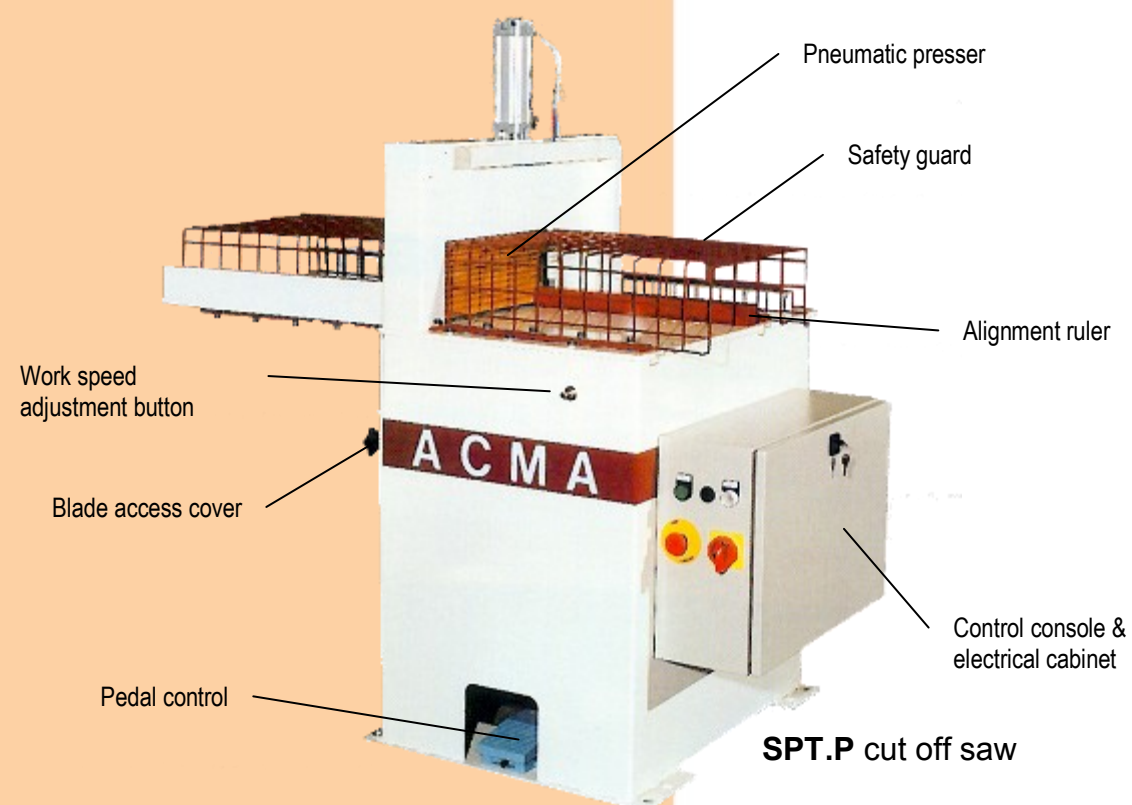 Pneumatic presser
Safety guard
Alignment ruler
Work speed
adjustment button
ACMA
Blade access cover
Control console &
electrical cabinet
Pedal control
SPT.P cut off saw